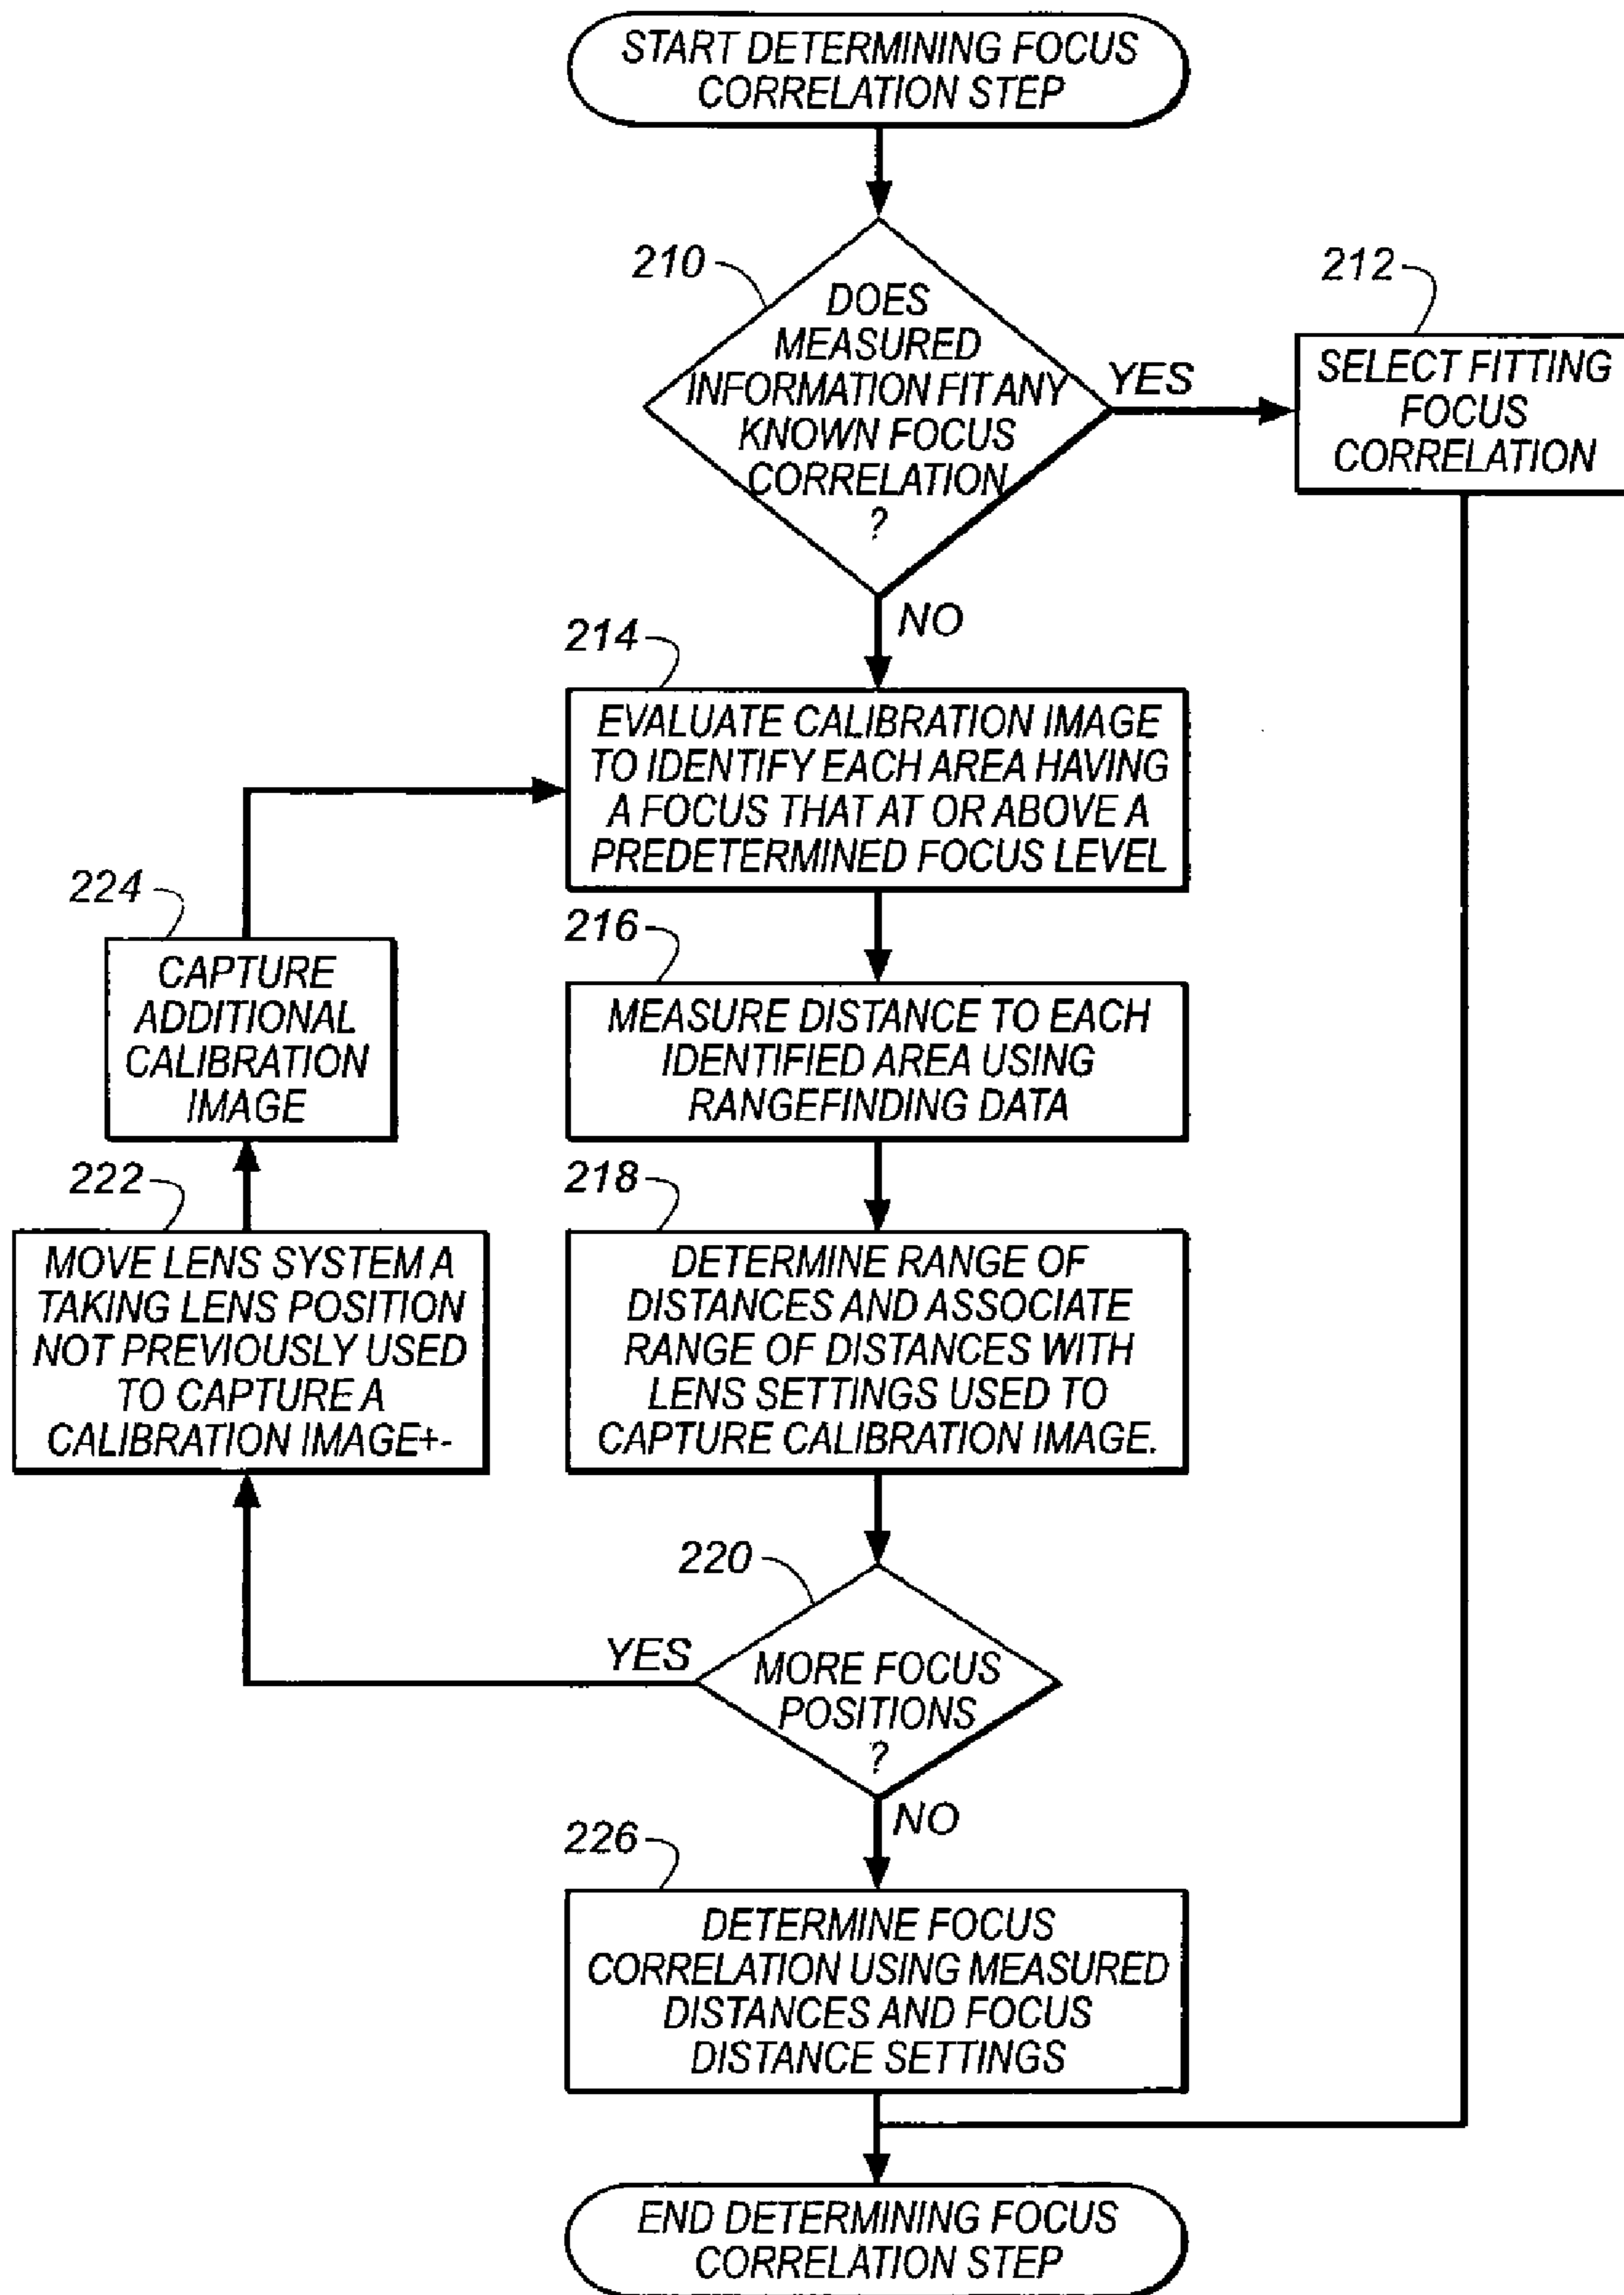 START DETERMINING FOCUS
CORRELATION STEP
210
DOES
MEASURED
INFORMATION FIT ANY
KNOWN FOCUS
CORRELATION
?
YES
212
SELECT FITTING
FOCUS
CORRELATION
NO
214
EVALUATE CALIBRATION IMAGE
TO IDENTIFY EACH AREA HAVING
A FOCUS THAT AT OR ABOVE A
PREDETERMINED FOCUS LEVEL
216
MEASURE DISTANCE TO EACH
IDENTIFIED AREA USING
RANGEFINDING DATA
218
DETERMINE RANGE OF
DISTANCES AND ASSOCIATE
RANGE OF DISTANCES WITH
LENS SETTINGS USED TO
CAPTURE CALIBRATION IMAGE.
220
MORE FOCUS
POSITIONS
?
YES
222
MOVE LENS SYSTEM A
TAKING LENS POSITION
NOT PREVIOUSLY USED
TO CAPTURE A
CALIBRATION IMAGE+-
224
CAPTURE
ADDITIONAL
CALIBRATION
IMAGE
NO
226
DETERMINE FOCUS
CORRELATION USING MEASURED
DISTANCES AND FOCUS
DISTANCE SETTINGS
END DETERMINING FOCUS
CORRELATION STEP